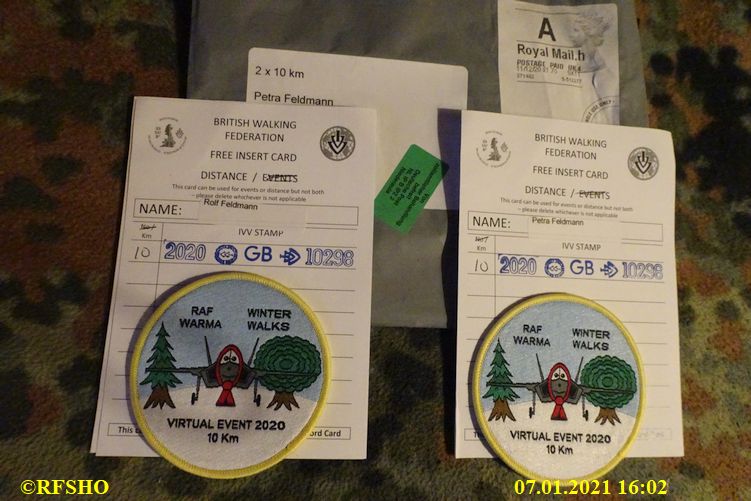 A
Royal Mail.h
POSTAGE PAID UK
2 x 10 km
Petra Feldmann
BRITISH WALKING
FEDERATION
FREE INSERT CARD
DISTANCE / EVENTS
This card can be used for events or distance but not both
– please delete whichever is not applicable
NAME:
Rolf Feldmann
Km
IVV STAMP
10
2020 GB 10298
RAF
WARMA
WINTER
WALKS
VIRTUAL EVENT 2020
10 Km
ord Card
BRITISH WALKING
FEDERATION
FREE INSERT CARD
DISTANCE / EVENTS
This card can be used for events or distance but not both
– please delete whichever is not applicable
NAME:
Petra Feldmann
Km
IVV STAMP
10
2020 GB 10298
RAF
WARMA
WINTER
WALKS
VIRTUAL EVENT 2020
10 Km
©RFSHO
07.01.2021 16:02